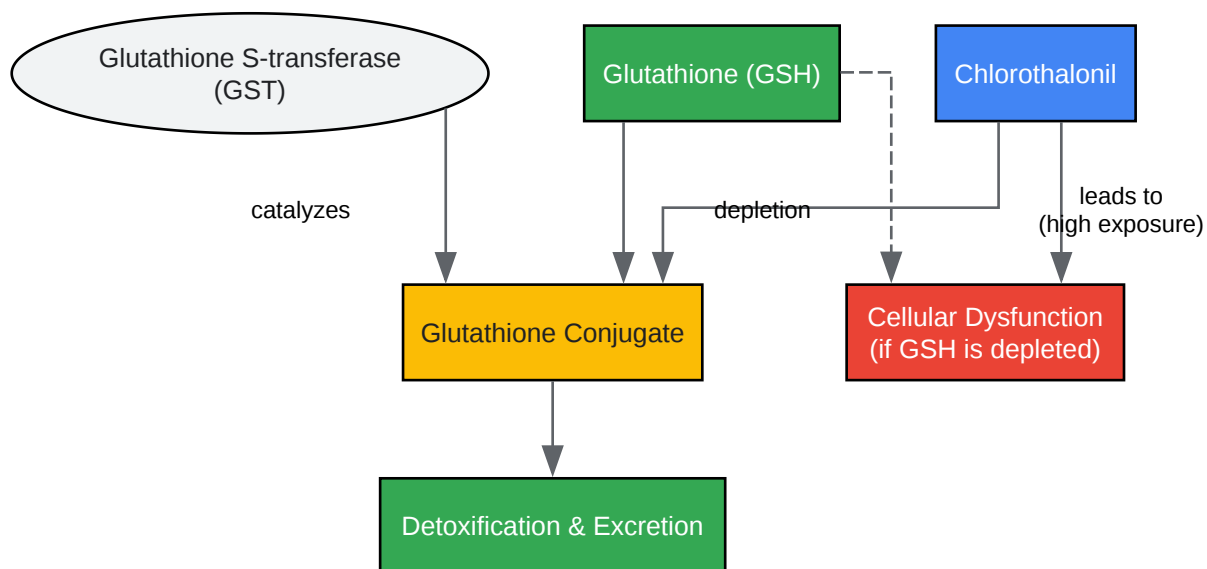 Glutathione S-transferase
(GST)
Glutathione (GSH)
Chlorothalonil
catalyzes
depletion
leads to
(high exposure)
Glutathione Conjugate
Cellular Dysfunction
(if GSH is depleted)
Detoxification & Excretion